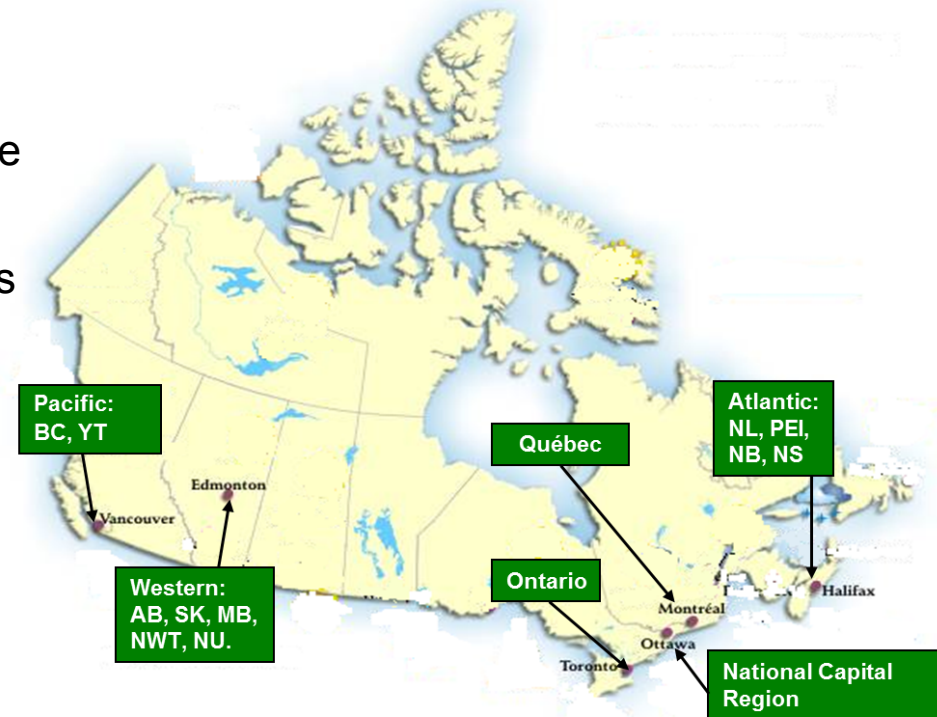 e
s
Pacific:
BC, YT
Québec
Atlantic:
NL, PEI,
NB, NS
Edmonton
Vancouver
Western:
AB, SK, MB,
NWT, NU.
Ontario
Halifax
Montréal
Ottawa
Toronto
National Capital
Region